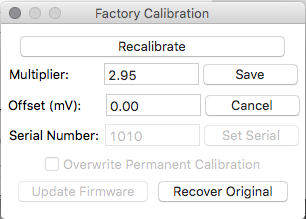 Factory Calibration
Recalibrate
Multiplier: 2.95 Save
Offset (mV): 0.00 Cancel
Serial Number: 1010 Set Serial
Overwrite Permanent Calibration
Update Firmware Recover Original